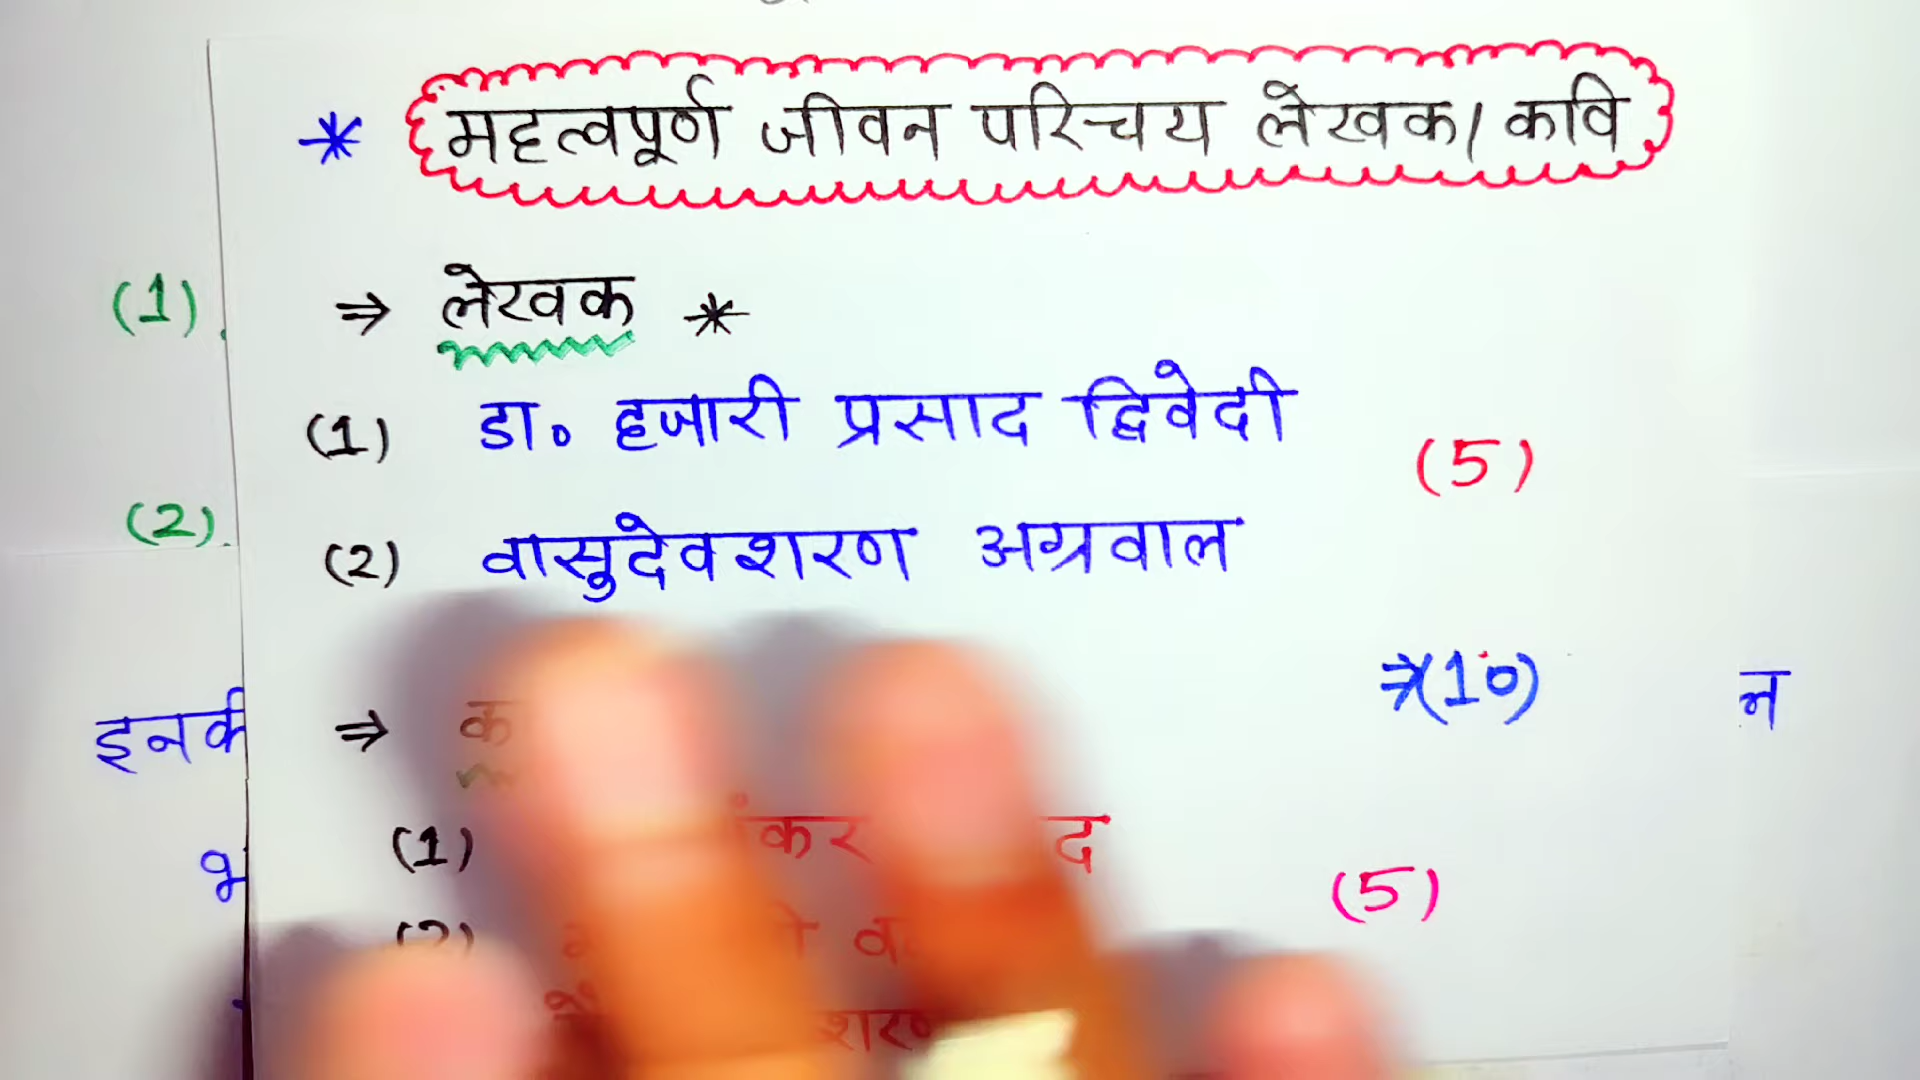 * महत्वपूर्ण जीवन परिचय लेखक/ कवि
(1). ⇒ लेखक *
(1) डा० हजारी प्रसाद द्विवेदी (5)
(2). (2) वासुदेवशरण अग्रवाल
⇒(10) न
इनकी ⇒
(1) द
(5)
(2)